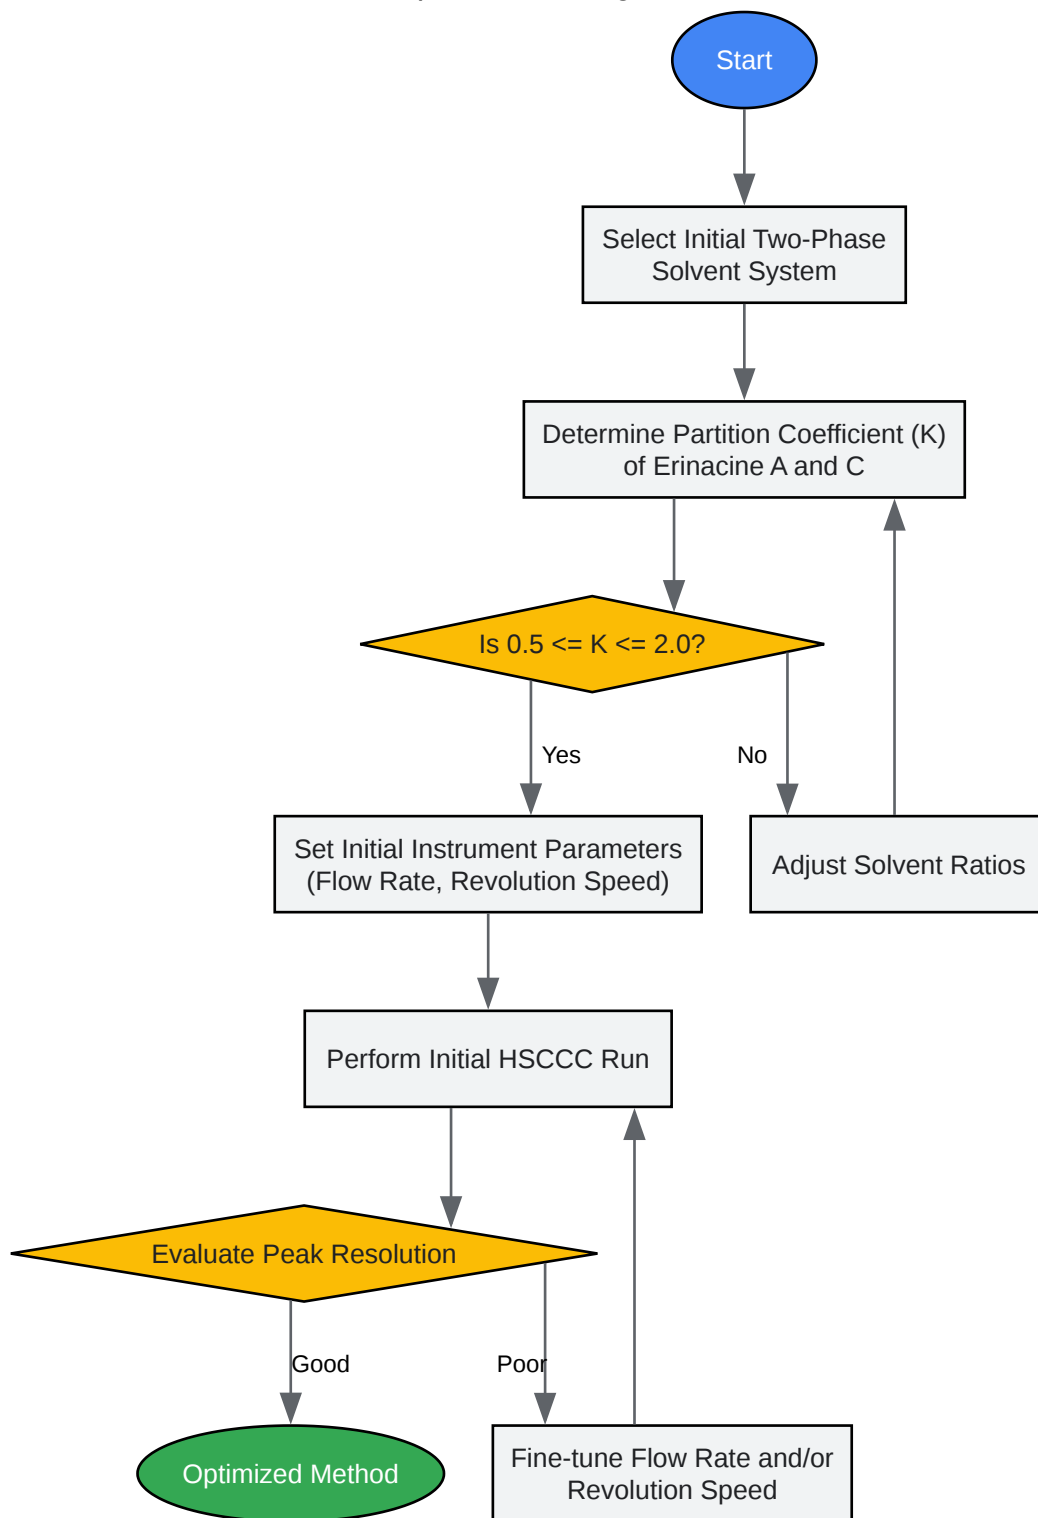 Start
Select Initial Two-Phase
Solvent System
Determine Partition Coefficient (K)
of Erinacine A and C
Is 0.5 <= K <= 2.0?
Yes
No
Set Initial Instrument Parameters
(Flow Rate, Revolution Speed)
Adjust Solvent Ratios
Perform Initial HSCCC Run
Evaluate Peak Resolution
Good
Poor
Optimized Method
Fine-tune Flow Rate and/or
Revolution Speed